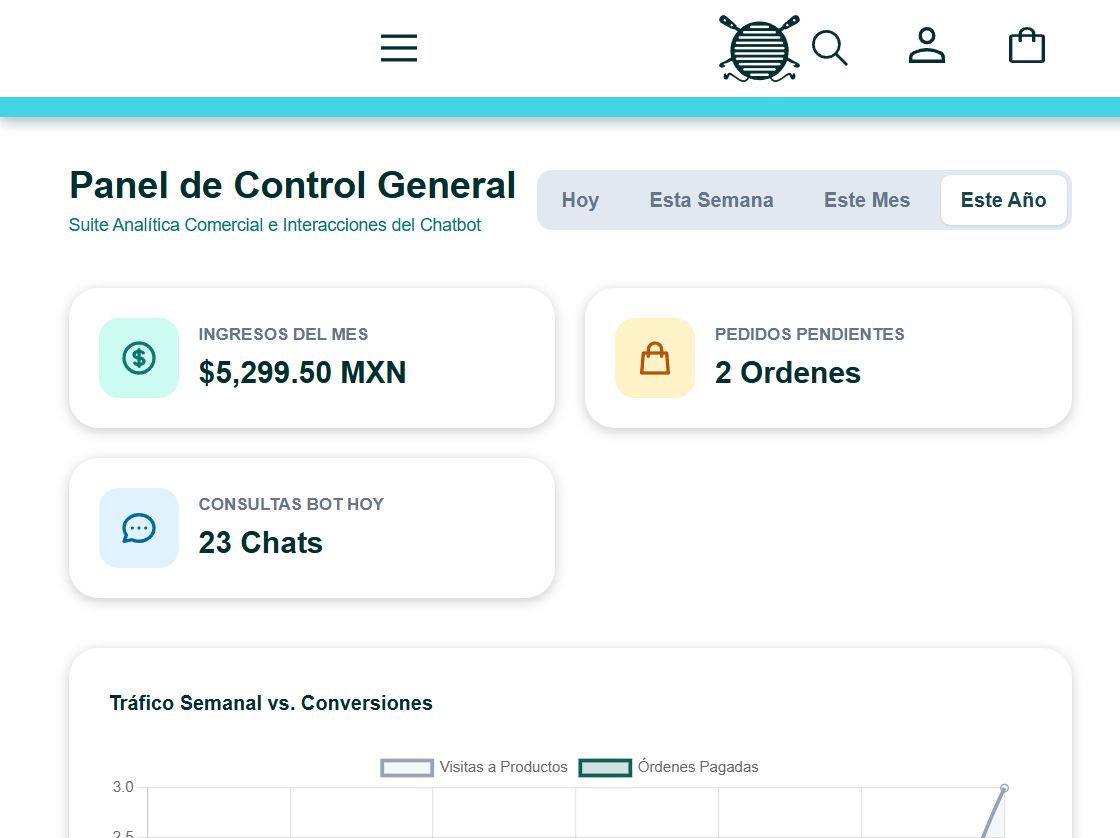 Panel de Control General
Suite Analítica Comercial e Interacciones del Chatbot
Hoy Esta Semana Este Mes Este Año
INGRESOS DEL MES
$5,299.50 MXN
PEDIDOS PENDIENTES
2 Ordenes
CONSULTAS BOT HOY
23 Chats
Tráfico Semanal vs. Conversiones
Visitas a Productos Órdenes Pagadas
3.0
2.5